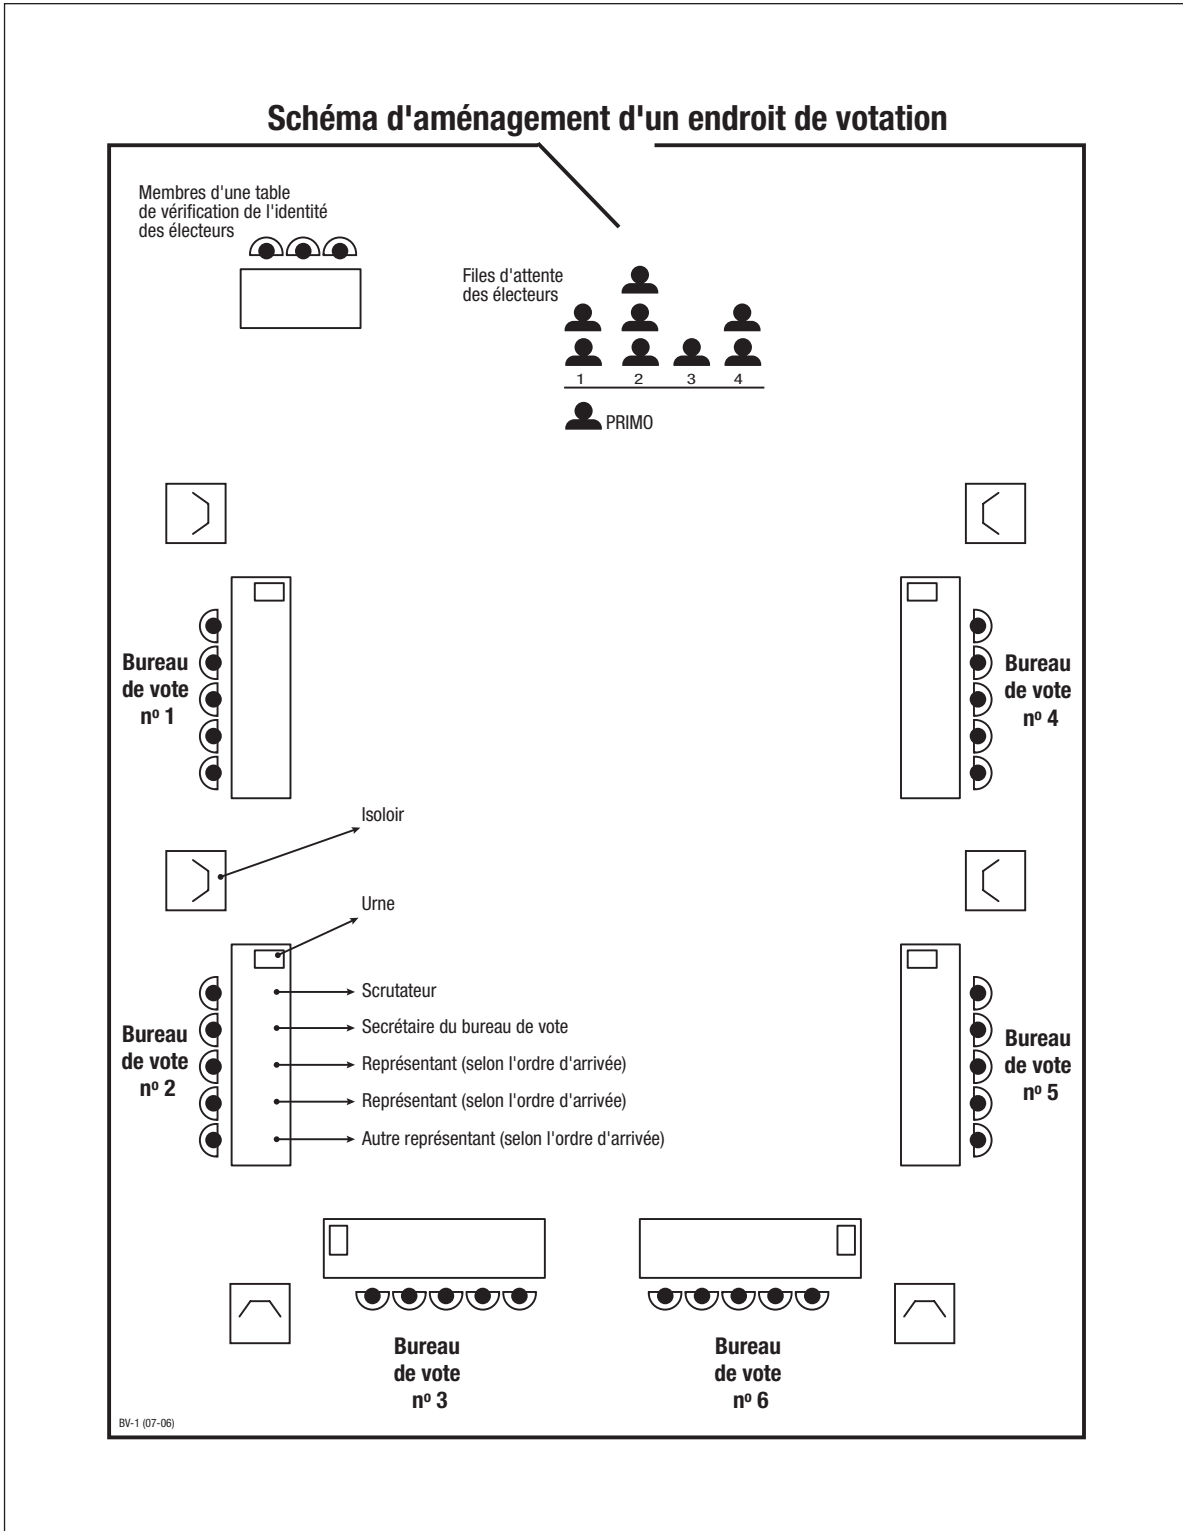 Schéma d'aménagement d'un endroit de votation
Membres d'une table
de vérification de l'identité
des électeurs
Files d'attente
des électeurs
1 2 3 4
PRIMO
Bureau
de vote
nº 1
Bureau
de vote
nº 4
Isoloir
Urne
Scrutateur
Secrétaire du bureau de vote
Représentant (selon l'ordre d'arrivée)
Représentant (selon l'ordre d'arrivée)
Autre représentant (selon l'ordre d'arrivée)
Bureau
de vote
nº 2
Bureau
de vote
nº 5
Bureau
de vote
nº 3
Bureau
de vote
nº 6
BV-1 (07-06)